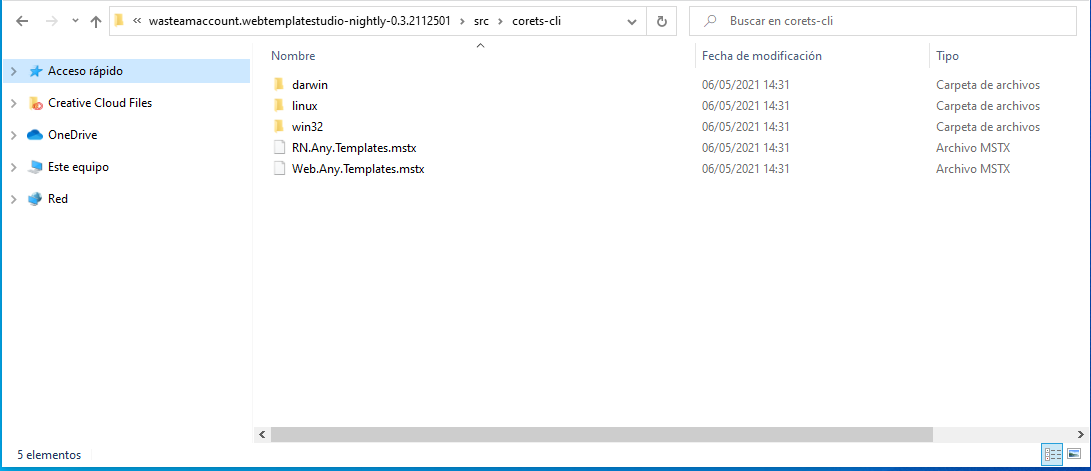 « wasteamaccount.webtemplatestudio-nightly-0.3.2112501 > src > corets-cli
Buscar en corets-cli
Nombre Fecha de modificación Tipo
Acceso rápido
Creative Cloud Files
OneDrive
Este equipo
Red
darwin 06/05/2021 14:31 Carpeta de archivos
linux 06/05/2021 14:31 Carpeta de archivos
win32 06/05/2021 14:31 Carpeta de archivos
RN.Any.Templates.mstx 06/05/2021 14:31 Archivo MSTX
Web.Any.Templates.mstx 06/05/2021 14:31 Archivo MSTX
5 elementos